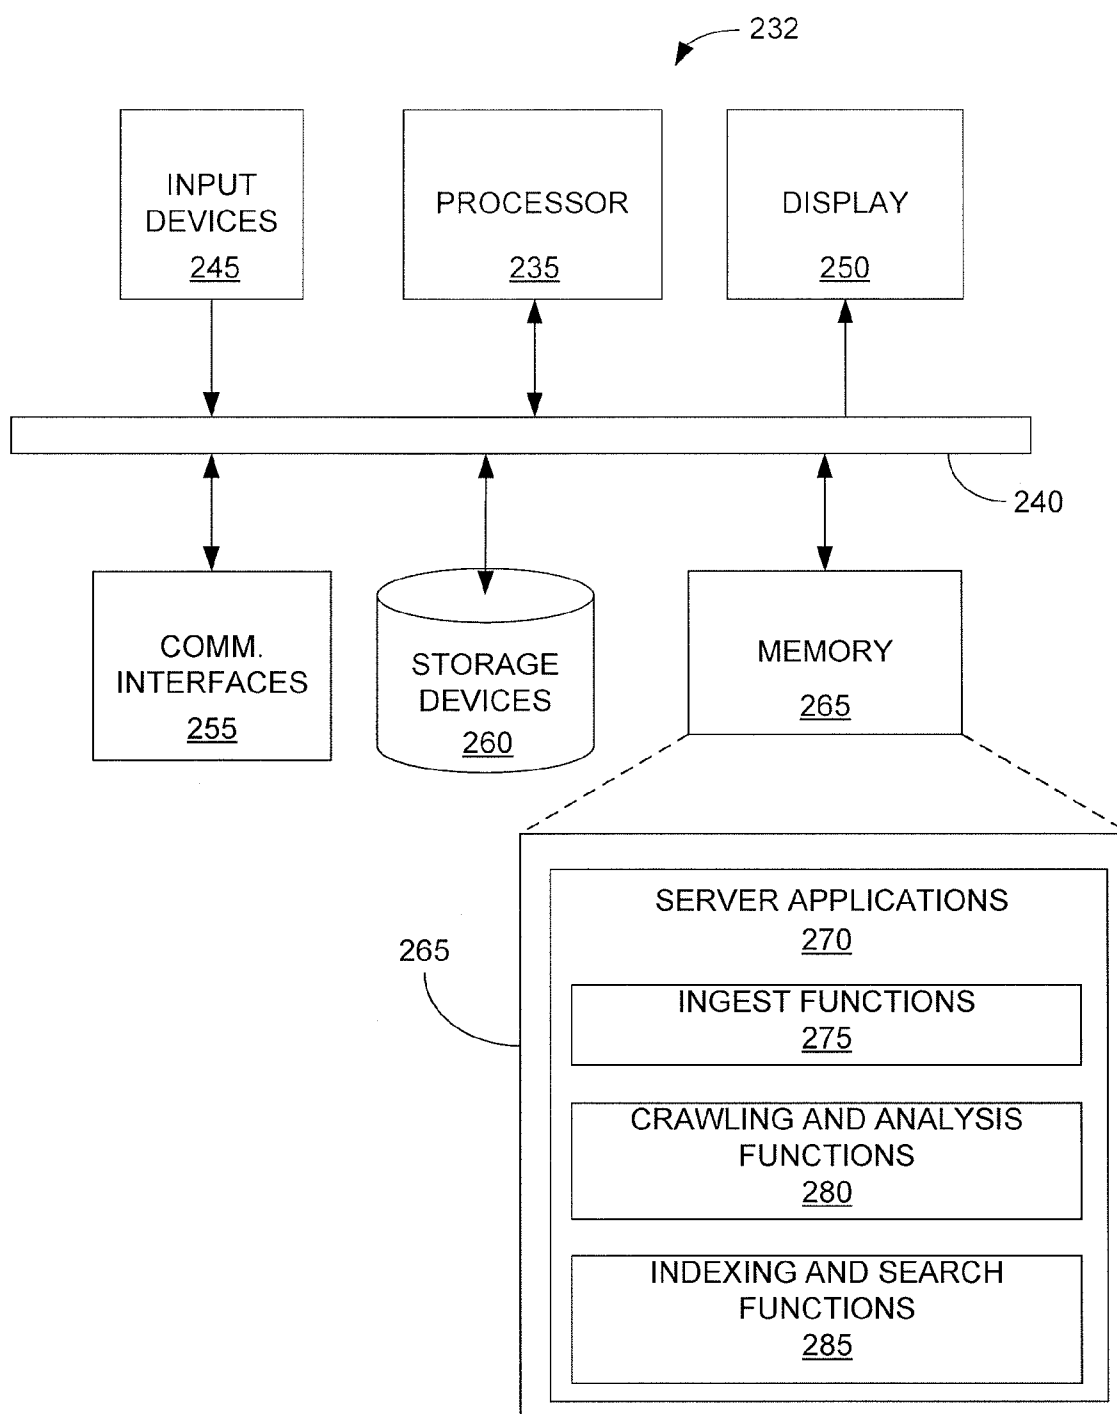 232
INPUT
DEVICES
245
PROCESSOR
235
DISPLAY
250
240
COMM.
INTERFACES
255
STORAGE
DEVICES
260
MEMORY
265
265
SERVER APPLICATIONS
270
INGEST FUNCTIONS
275
CRAWLING AND ANALYSIS
FUNCTIONS
280
INDEXING AND SEARCH
FUNCTIONS
285